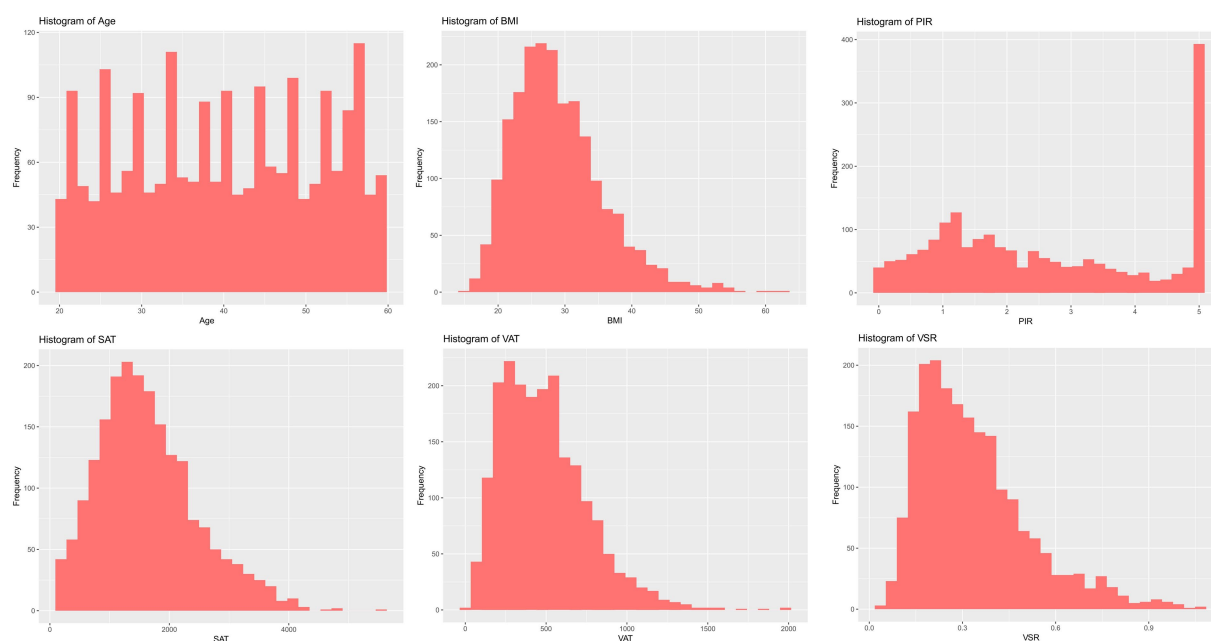 Histogram of Age
120
90
60
30
0
Frequency
20 30 40 50 60
Age
Histogram of BMI
200
150
100
50
0
Frequency
20 30 40 50 60
BMI
Histogram of PIR
400
300
200
100
0
Frequency
0 1 2 3 4 5
PIR
Histogram of SAT
200
150
100
50
0
Frequency
0 2000 4000
SAT
Histogram of VAT
200
150
100
50
0
Frequency
0 500 1000 1500 2000
VAT
Histogram of VSR
200
150
100
50
0
Frequency
0.0 0.3 0.6 0.9
VSR